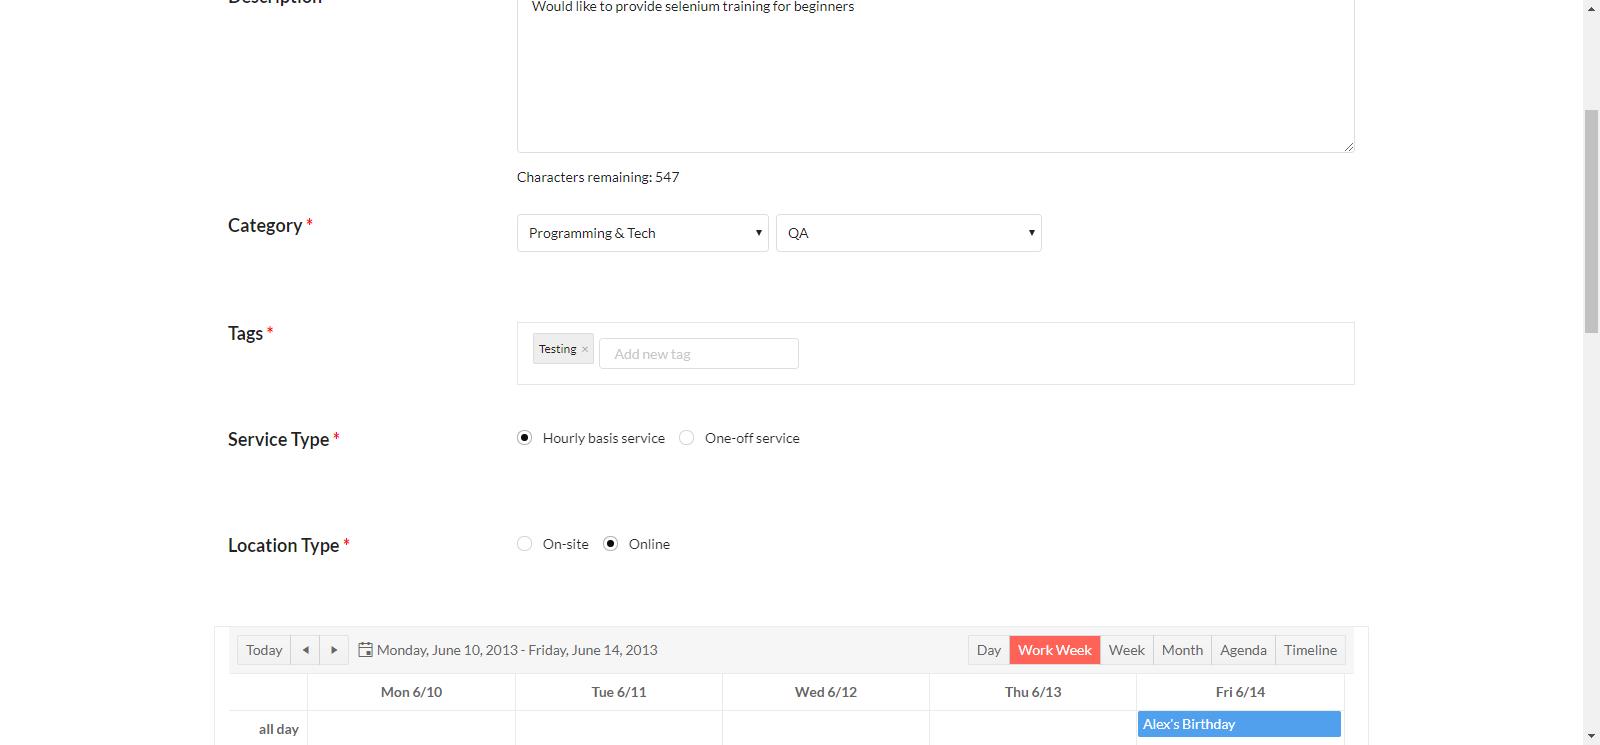 Description
Would like to provide selenium training for beginners
Characters remaining: 547
Category *
Programming & Tech
QA
Tags *
Testing ×
Add new tag
Service Type *
Hourly basis service
One-off service
Location Type *
On-site
Online
Today
Monday, June 10, 2013 - Friday, June 14, 2013
Day
Work Week
Week
Month
Agenda
Timeline
Mon 6/10
Tue 6/11
Wed 6/12
Thu 6/13
Fri 6/14
all day
Alex's Birthday